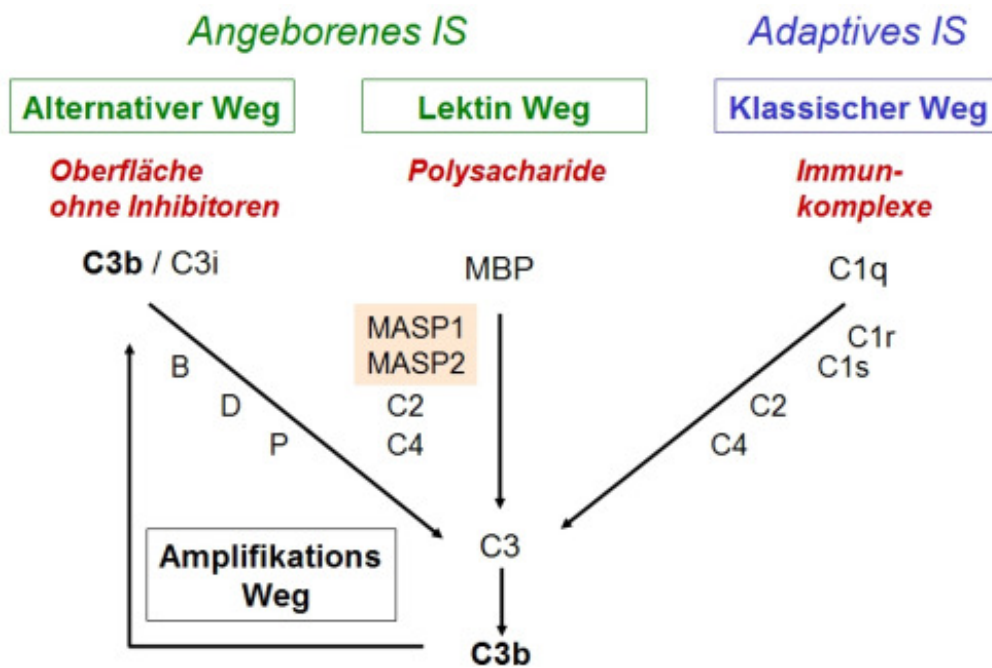 Angeborenes IS
Adaptives IS
Alternativer Weg
Lektin Weg
Klassischer Weg
Oberfläche
ohne Inhibitoren
Polysacharide
Immun-
komplexe
C3b / C3i
MBP
C1q
MASP1
MASP2
C2
C4
B
D
P
C1r
C1s
C2
C4
Amplifikations
Weg
C3
C3b